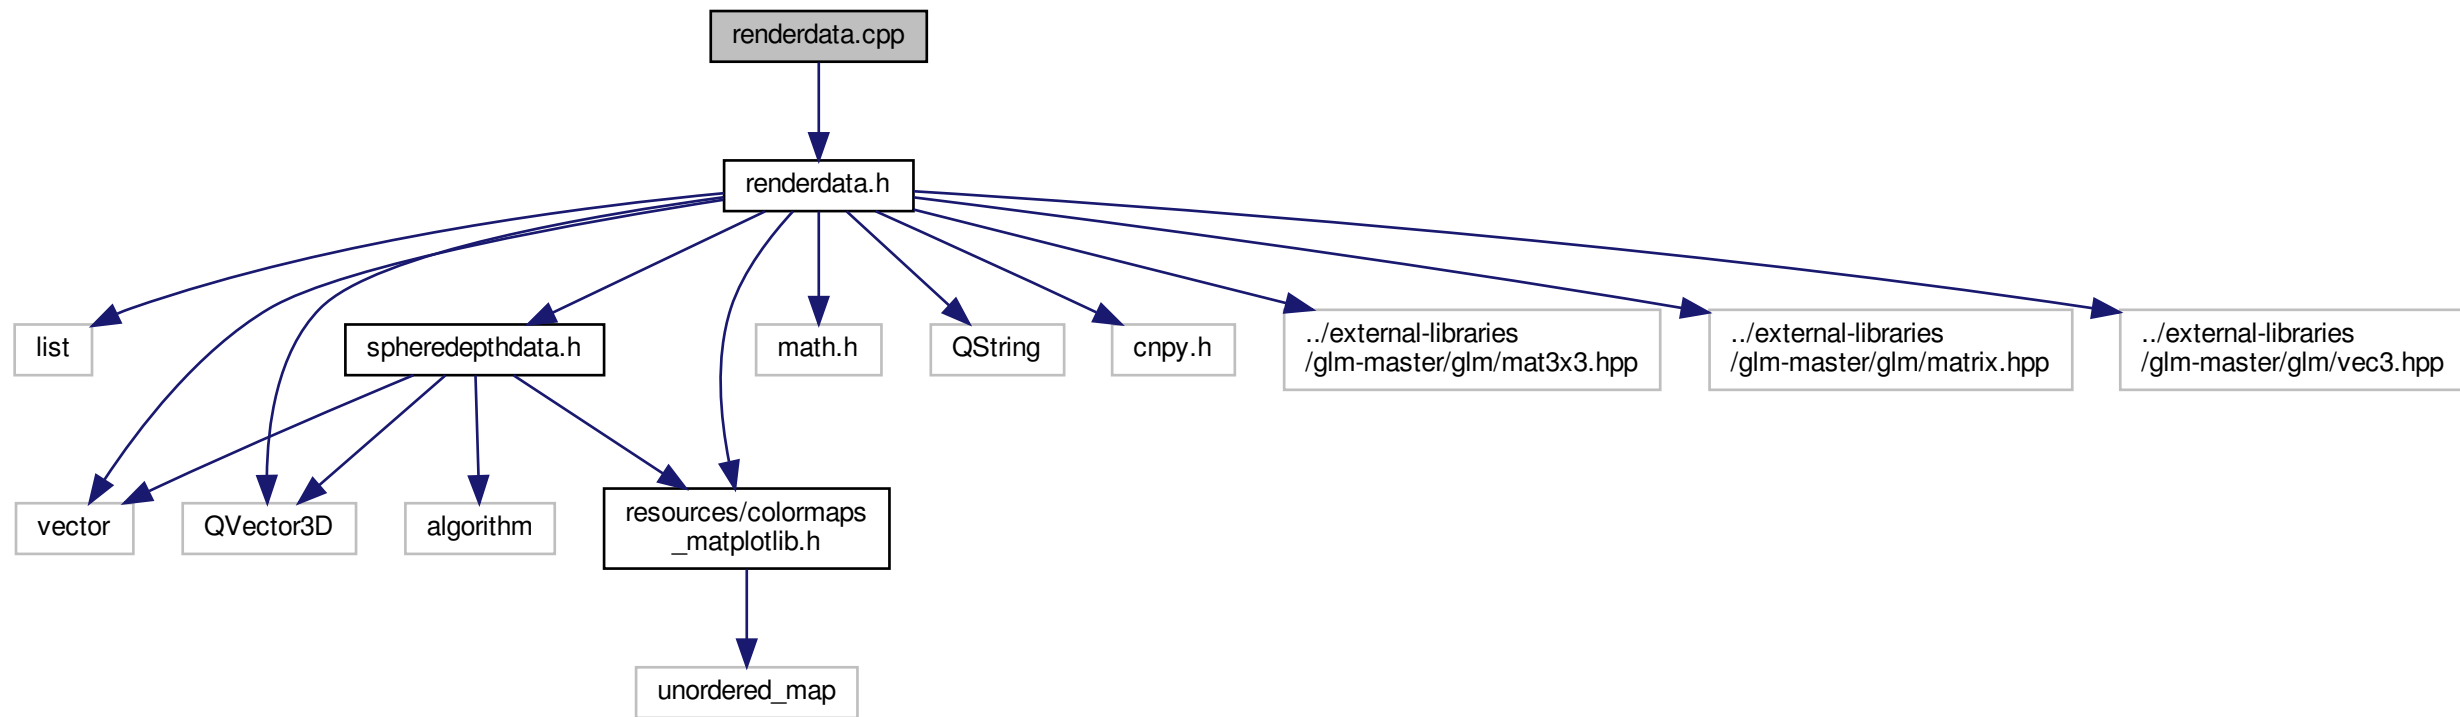 renderdata.cpp
renderdata.h
list
spheredepthdata.h
math.h
QString
cnpy.h
../external-libraries
/glm-master/glm/mat3x3.hpp
../external-libraries
/glm-master/glm/matrix.hpp
../external-libraries
/glm-master/glm/vec3.hpp
vector
QVector3D
algorithm
resources/colormaps
_matplotlib.h
unordered_map